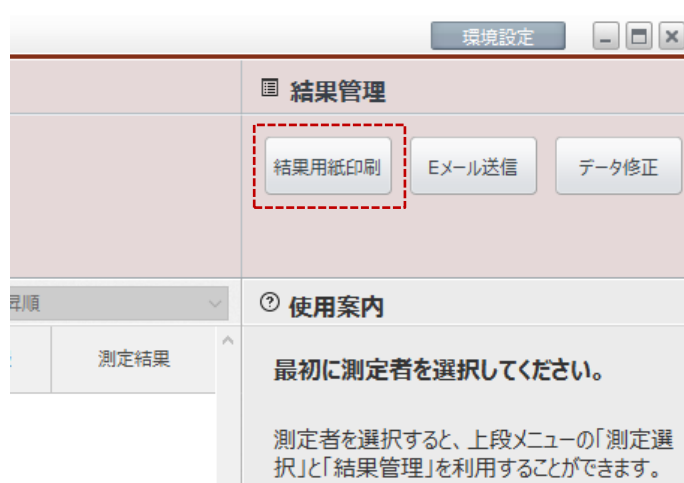 環境設定
結果管理
結果用紙印刷
Eメール送信
データ修正
昇順
使用案内
測定結果
最初に測定者を選択してください。
測定者を選択すると、上段メニューの「測定選
択」と「結果管理」を利用することができます。